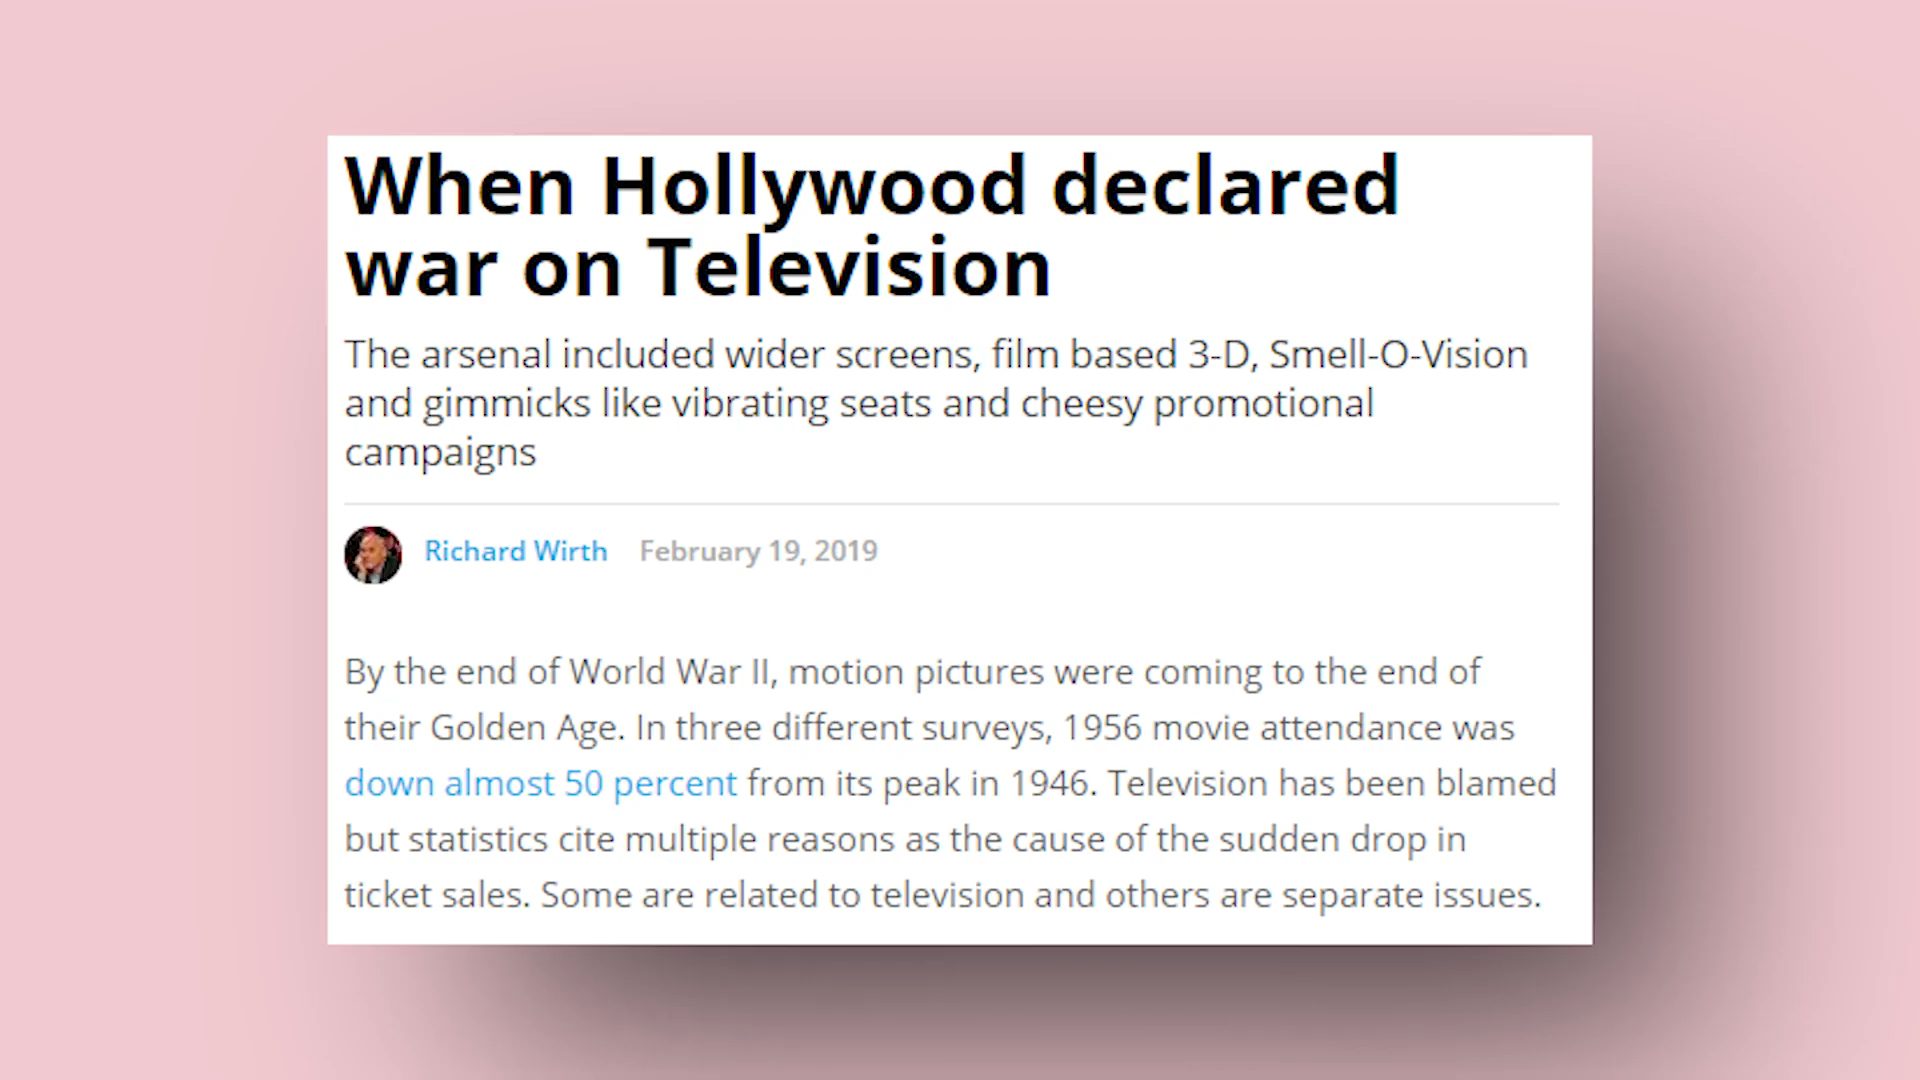 When Hollywood declared
war on Television
The arsenal included wider screens, film based 3-D, Smell-O-Vision
and gimmicks like vibrating seats and cheesy promotional
campaigns
Richard Wirth February 19, 2019
By the end of World War II, motion pictures were coming to the end of
their Golden Age. In three different surveys, 1956 movie attendance was
down almost 50 percent from its peak in 1946. Television has been blamed
but statistics cite multiple reasons as the cause of the sudden drop in
ticket sales. Some are related to television and others are separate issues.